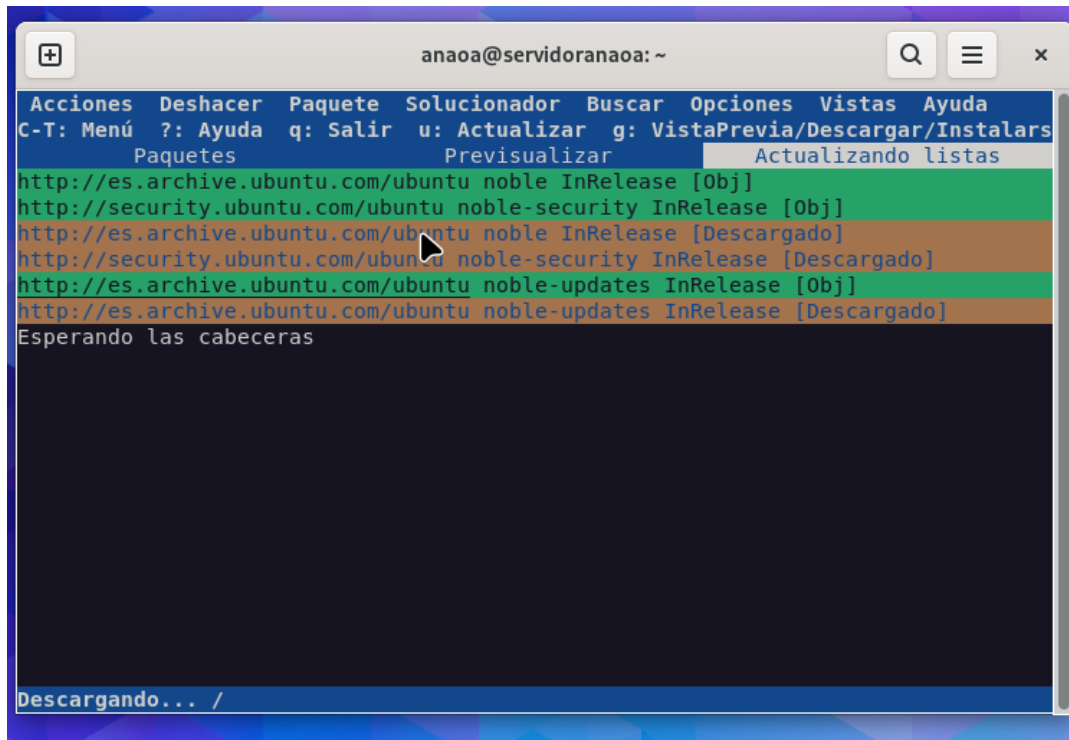 anaoa@servidoranaoa: ~
Acciones Deshacer Paquete Solucionador Buscar Opciones Vistas Ayuda
C-T: Menú ?: Ayuda q: Salir u: Actualizar g: VistaPrevia/Descargar/Instalars
Paquetes Previsualizar Actualizando listas
http://es.archive.ubuntu.com/ubuntu noble InRelease [Obj]
http://security.ubuntu.com/ubuntu noble-security InRelease [Obj]
http://es.archive.ubuntu.com/ubuntu noble InRelease [Descargado]
http://security.ubuntu.com/ubuntu noble-security InRelease [Descargado]
http://es.archive.ubuntu.com/ubuntu noble-updates InRelease [Obj]
http://es.archive.ubuntu.com/ubuntu noble-updates InRelease [Descargado]
Esperando las cabeceras
Descargando... /